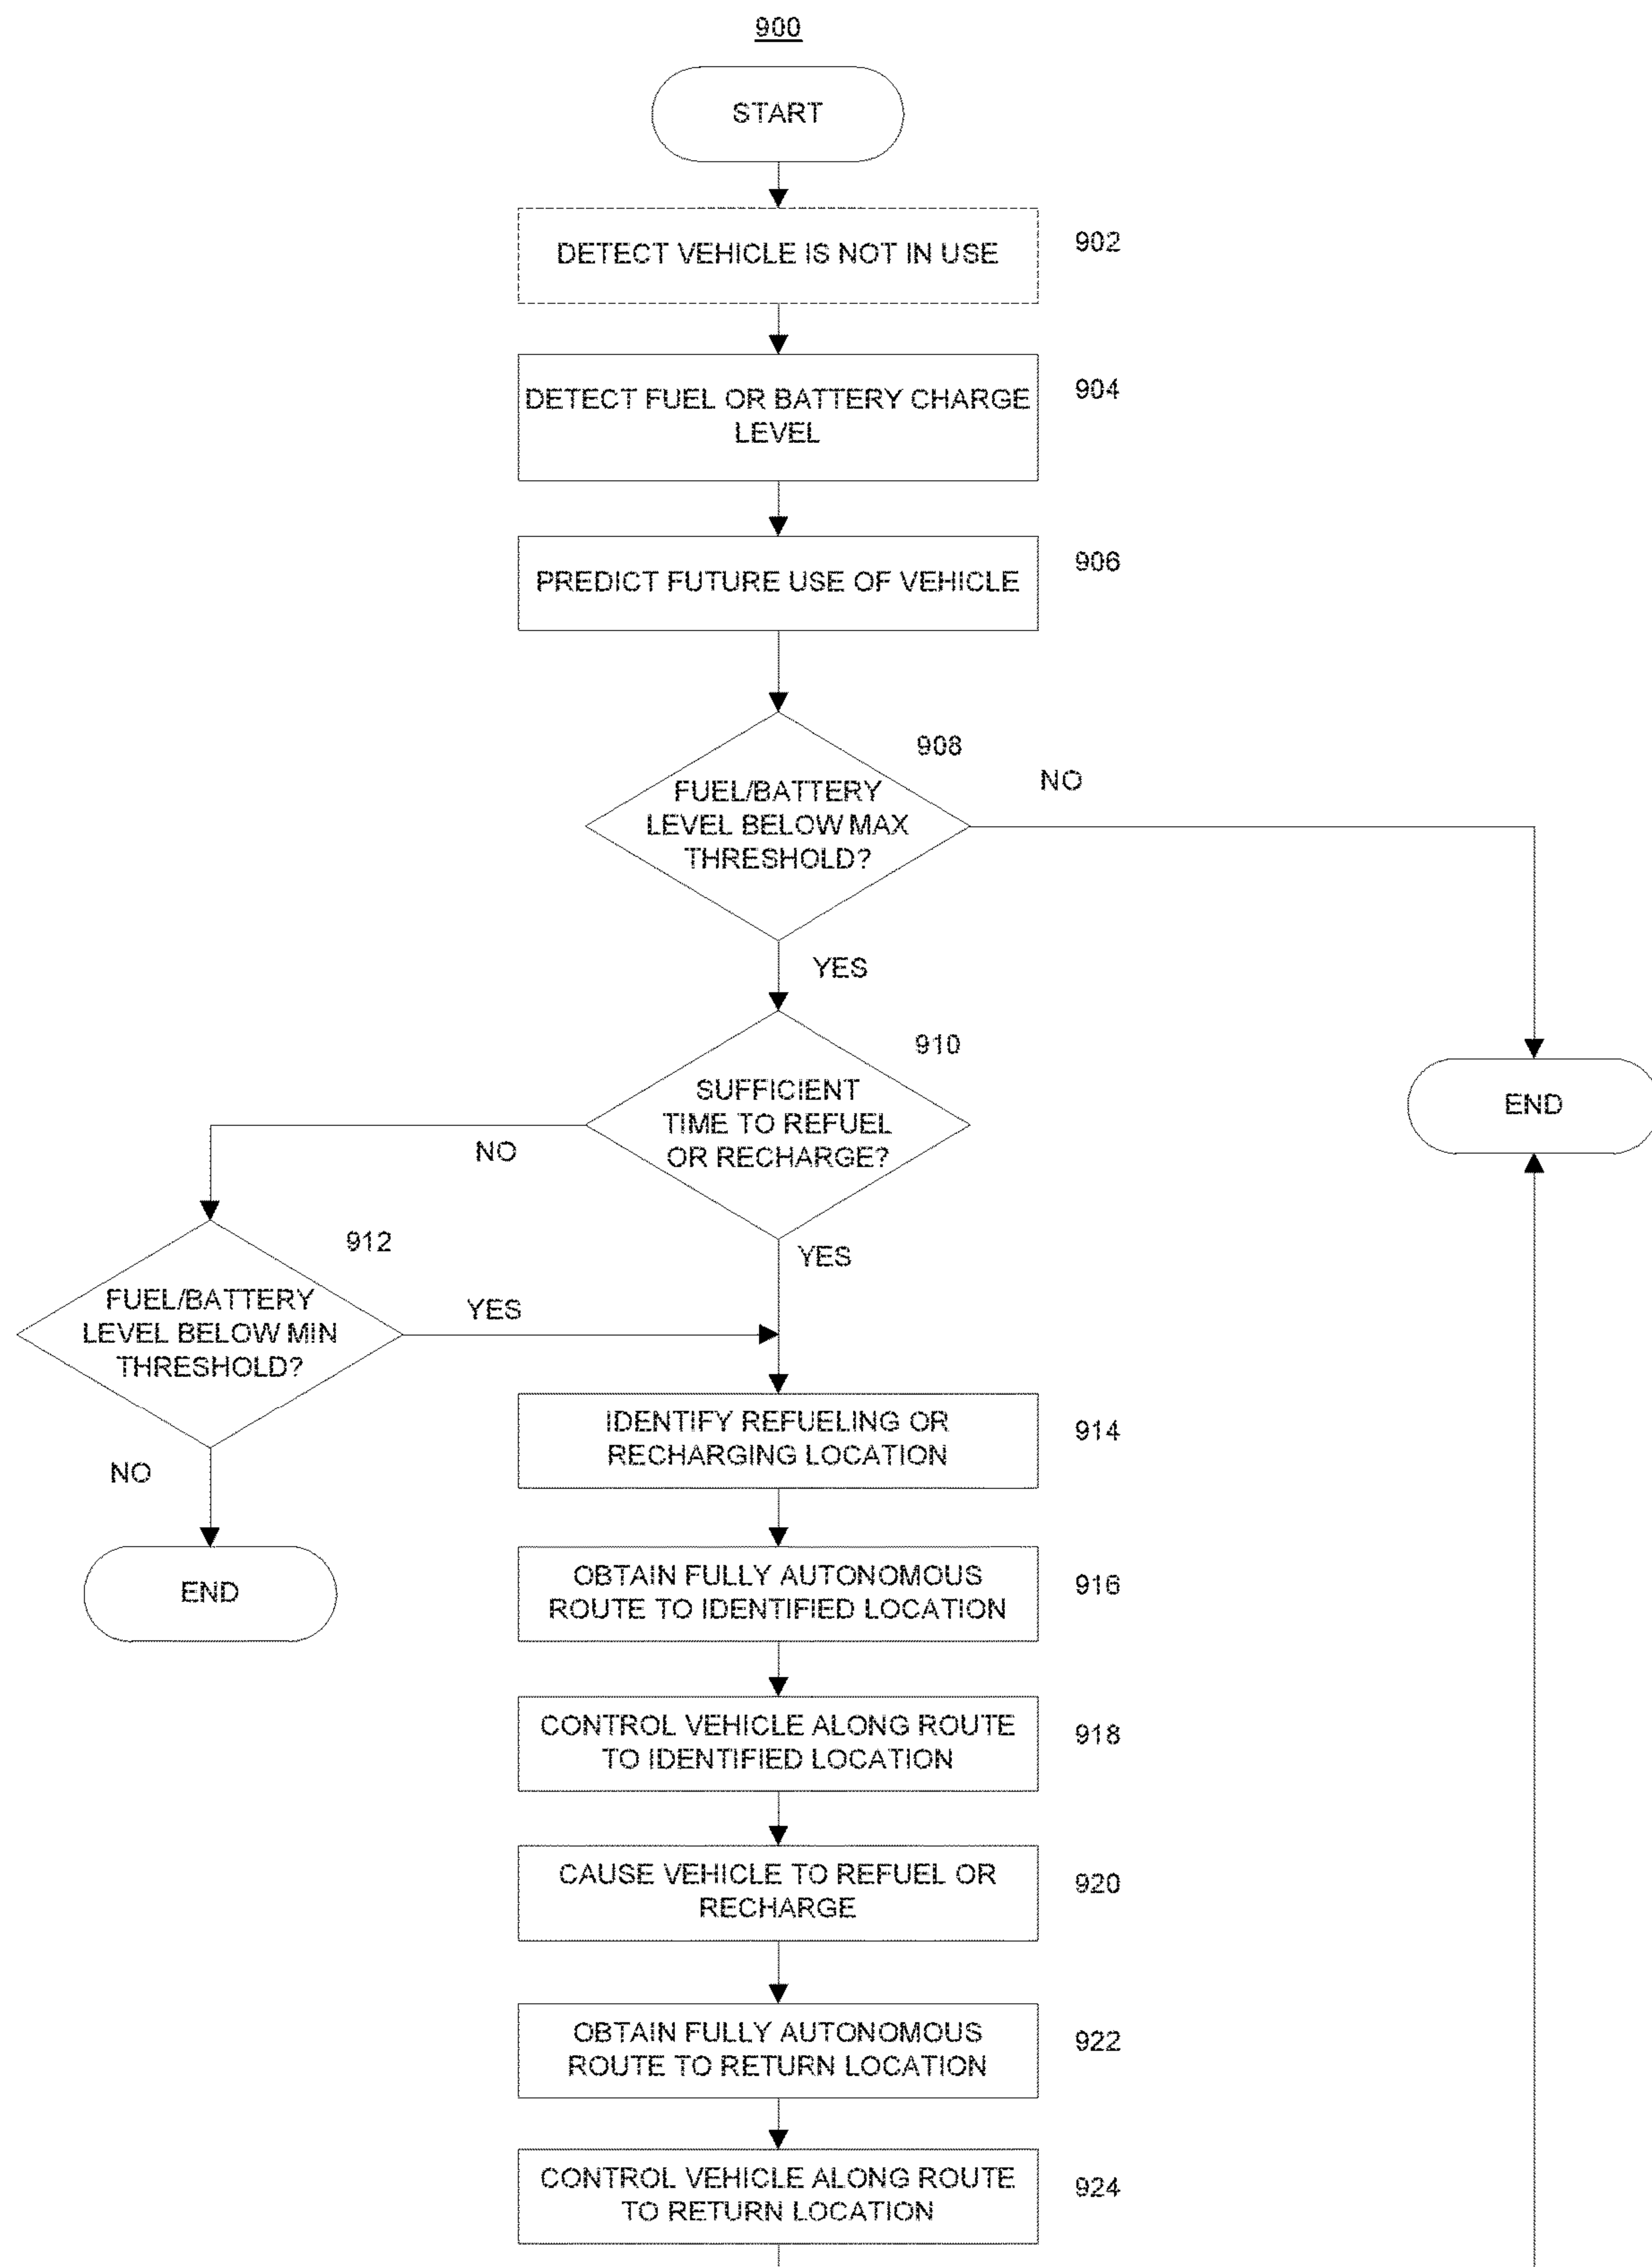 900
START
DETECT VEHICLE IS NOT IN USE
902
DETECT FUEL OR BATTERY CHARGE
LEVEL
904
PREDICT FUTURE USE OF VEHICLE
906
908
FUEL/BATTERY
LEVEL BELOW MAX
THRESHOLD?
NO
YES
910
SUFFICIENT
TIME TO REFUEL
OR RECHARGE?
END
NO
YES
912
FUEL/BATTERY
LEVEL BELOW MIN
THRESHOLD?
YES
NO
END
IDENTIFY REFUELING OR
RECHARGING LOCATION
914
OBTAIN FULLY AUTONOMOUS
ROUTE TO IDENTIFIED LOCATION
916
CONTROL VEHICLE ALONG ROUTE
TO IDENTIFIED LOCATION
918
CAUSE VEHICLE TO REFUEL OR
RECHARGE
920
OBTAIN FULLY AUTONOMOUS
ROUTE TO RETURN LOCATION
922
CONTROL VEHICLE ALONG ROUTE
TO RETURN LOCATION
924